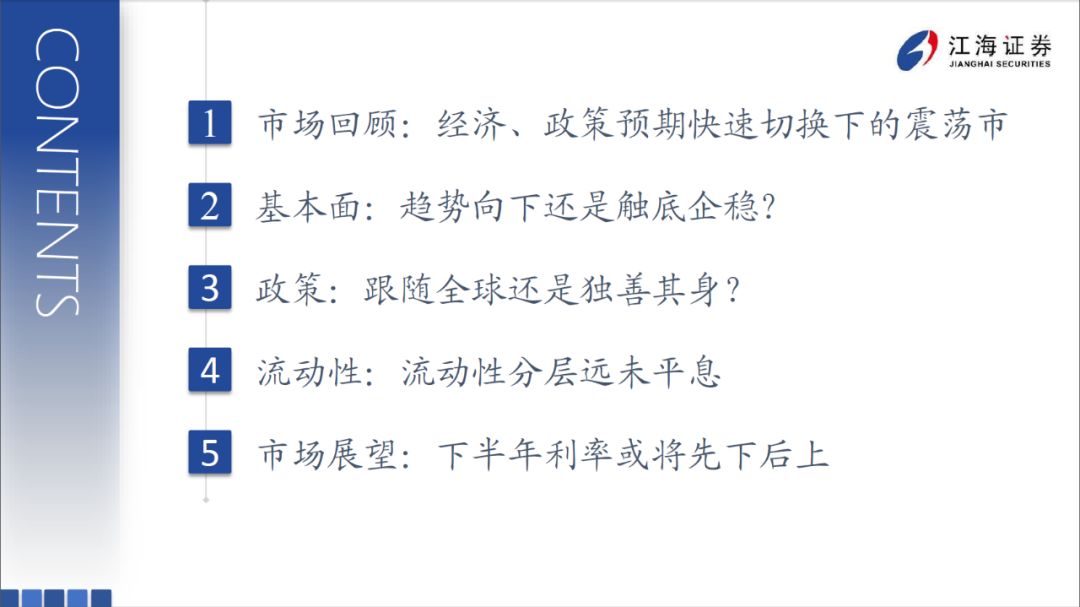 CONTENTS
江海证券
JIANGHAI SECURITIES
1 市场回顾：经济、政策预期快速切换下的震荡市
2 基本面：趋势向下还是触底企稳？
3 政策：跟随全球还是独善其身？
4 流动性：流动性分层远未平息
5 市场展望：下半年利率或将先下后上